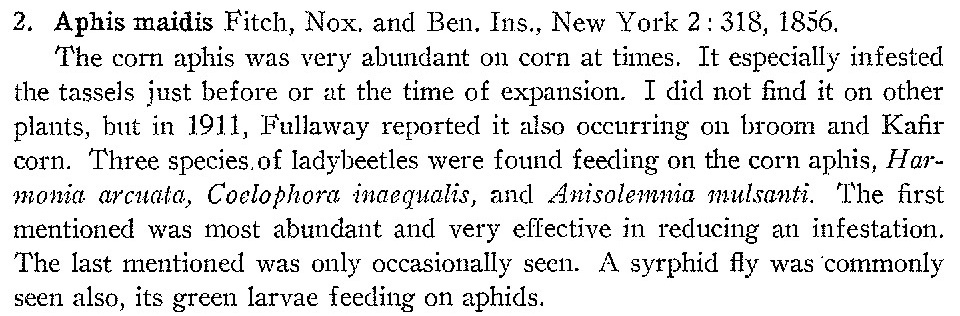 2. Aphis maidis Fitch, Nox. and Ben. Ins., New York 2 : 318, 1856.
The corn aphis was very abundant on corn at times. It especially infested
the tassels just before or at the time of expansion. I did not find it on other
plants, but in 1911, Fullaway reported it also occurring on broom and Kafir
corn. Three species of ladybeetles were found feeding on the corn aphis, Har-
monia arcuata, Coelophora inaequalis, and Anisolemnia mulsanti. The first
mentioned was most abundant and very effective in reducing an infestation.
The last mentioned was only occasionally seen. A syrphid fly was commonly
seen also, its green larvae feeding on aphids.